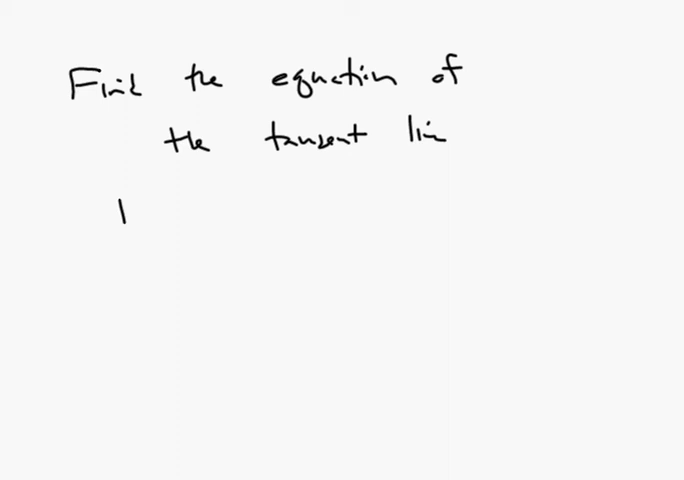 Find the equation of
the tangent line